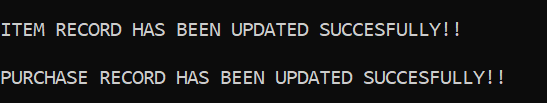 ITEM RECORD HAS BEEN UPDATED SUCCESFULLY!!
PURCHASE RECORD HAS BEEN UPDATED SUCCESFULLY!!